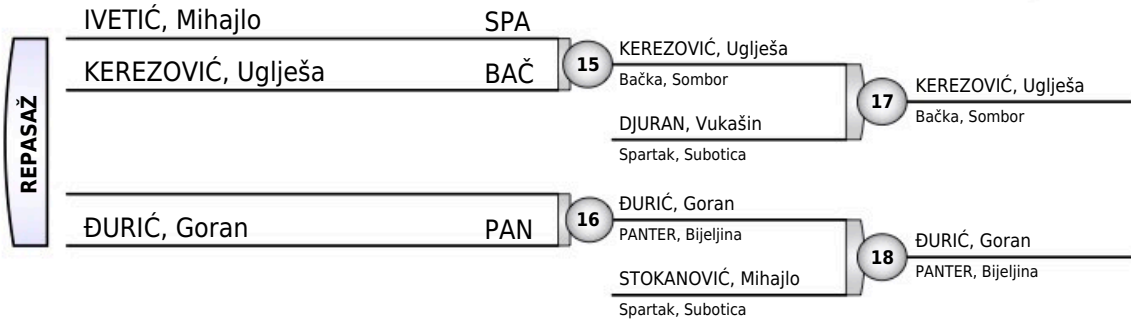 IVETIĆ, Mihajlo SPA
KEREZOVIĆ, Uglješa BAČ
15
KEREZOVIĆ, Uglješa
Bačka, Sombor
DJURAN, Vukašin
Spartak, Subotica
17
KEREZOVIĆ, Uglješa
Bačka, Sombor
REPASAŽ
ĐURIĆ, Goran PAN
16
ĐURIĆ, Goran
PANTER, Bijeljina
STOKANOVIĆ, Mihajlo
Spartak, Subotica
18
ĐURIĆ, Goran
PANTER, Bijeljina